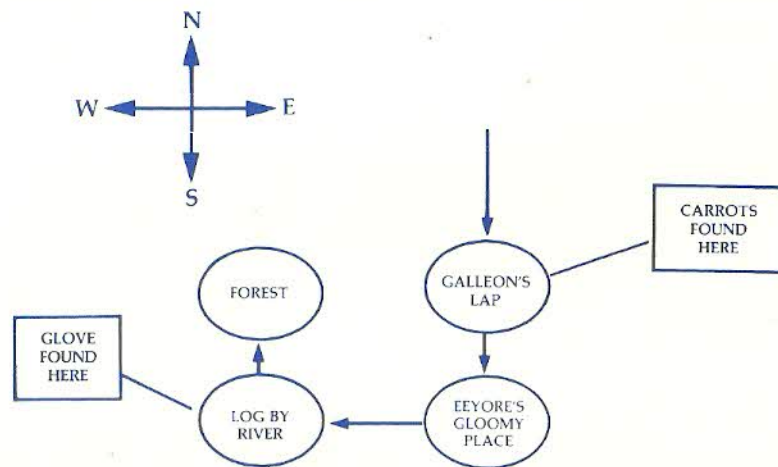 N
W
E
S
CARROTS
FOUND
HERE
FOREST
GALLEON'S
LAP
GLOVE
FOUND
HERE
LOG BY
RIVER
EEYORE'S
GLOOMY
PLACE